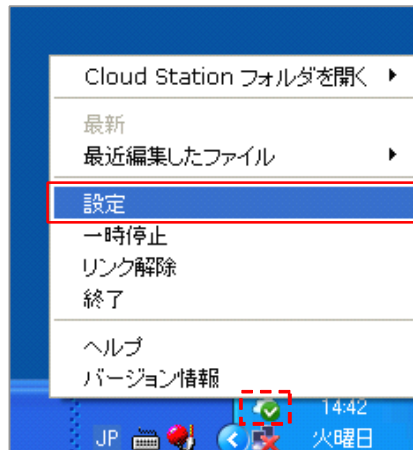 Cloud Station フォルダを開く
最新
最近編集したファイル
設定
一時停止
リンク解除
終了
ヘルプ
バージョン情報
14:42
JP 火曜日